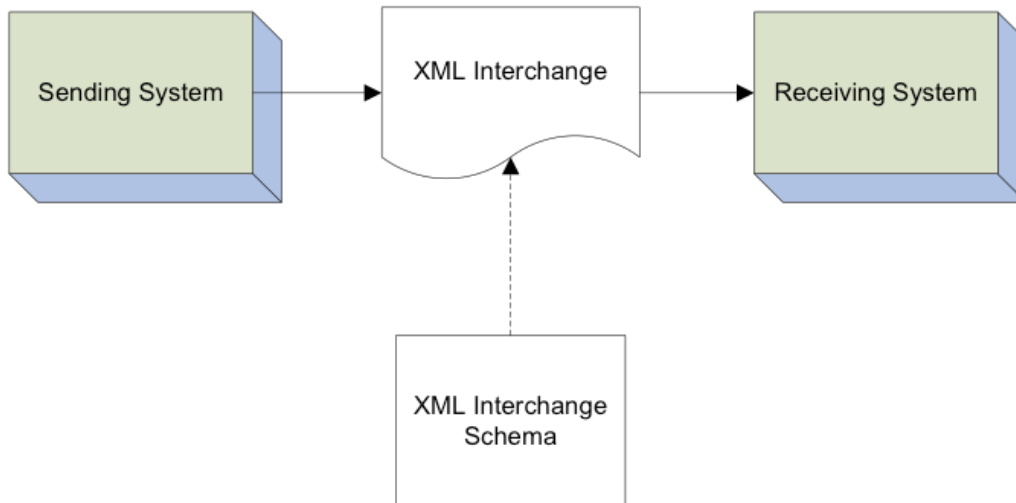 Sending System
XML Interchange
Receiving System
XML Interchange
Schema